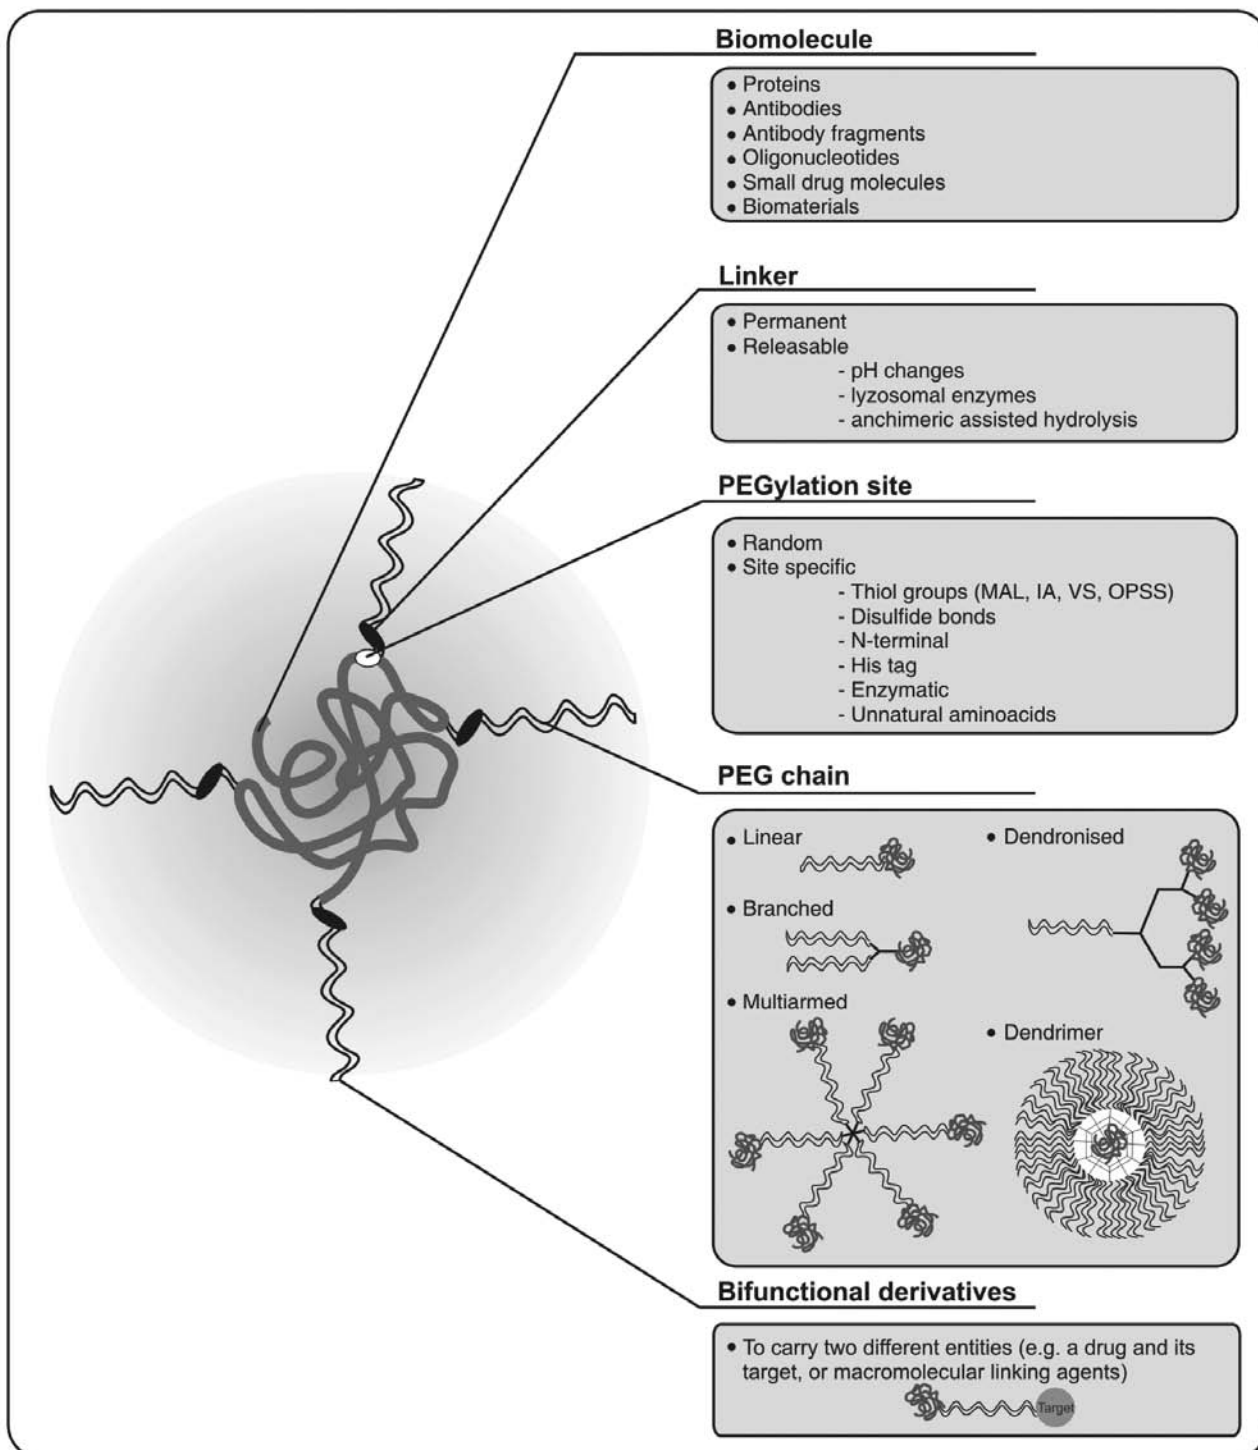 Biomolecule
• Proteins
• Antibodies
• Antibody fragments
• Oligonucleotides
• Small drug molecules
• Biomaterials
Linker
• Permanent
• Releasable
- pH changes
- lyzosomal enzymes
- anchimeric assisted hydrolysis
PEGylation site
• Random
• Site specific
- Thiol groups (MAL, IA, VS, OPSS)
- Disulfide bonds
- N-terminal
- His tag
- Enzymatic
- Unnatural aminoacids
PEG chain
• Linear
• Dendronised
• Branched
• Multiarmed
• Dendrimer
Bifunctional derivatives
• To carry two different entities (e.g. a drug and its
target, or macromolecular linking agents)
Target